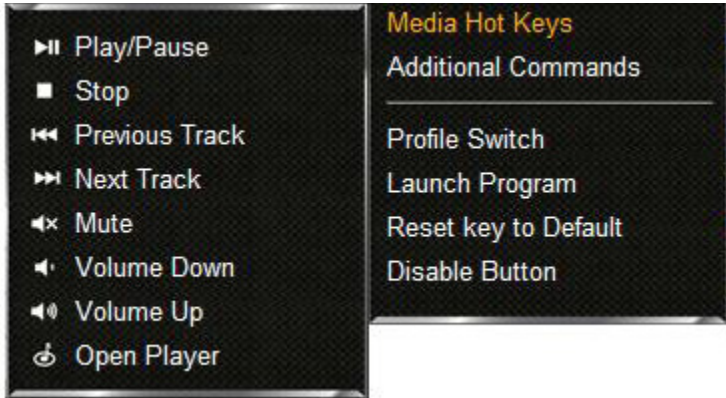 Play/Pause
Stop
Previous Track
Next Track
Mute
Volume Down
Volume Up
Open Player
Media Hot Keys
Additional Commands
Profile Switch
Launch Program
Reset key to Default
Disable Button